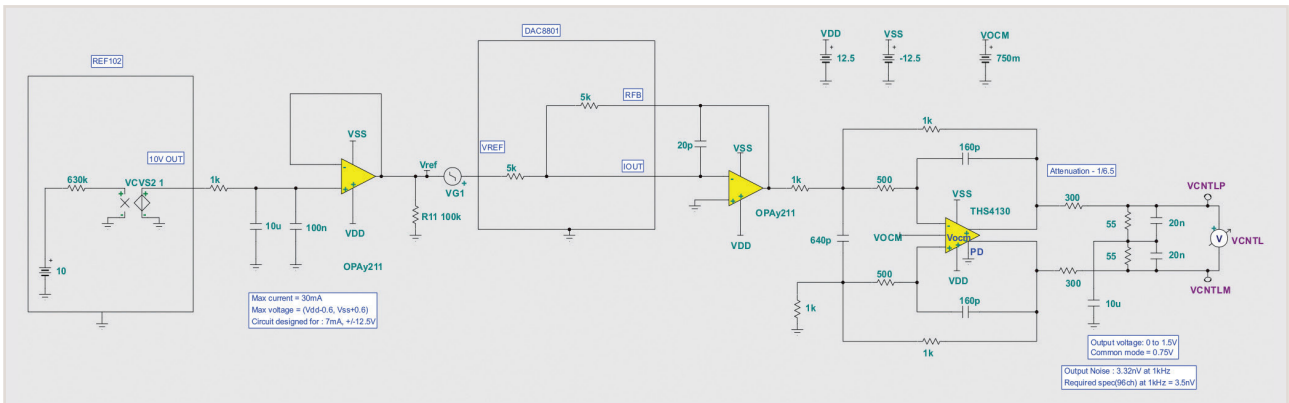 REF102
10V OUT
630k
VCVS2 1
10
1k
10u
100n
VSS
VDD
OPAy211
Max current = 30mA
Max voltage = (Vdd-0.6, Vss+0.6)
Circuit designed for : 7mA, +/-12.5V
Vref
VG1
R11 100k
DAC8801
VREF
5k
5k
RFB
IOUT
20p
VSS
VDD
OPAy211
VDD
12.5
VSS
-12.5
VOCM
750m
1k
1k
500
160p
640p
VSS
THS4130
VOCM
Vocm
PD
VDD
500
160p
1k
1k
Attenuation - 1/6.5
300
300
55
55
20n
20n
10u
VCNTLP
V
VCNTL
VCNTLM
Output voltage: 0 to 1.5V
Common mode = 0.75V
Output Noise : 3.32nV at 1kHz
Required spec(96ch) at 1kHz = 3.5nV